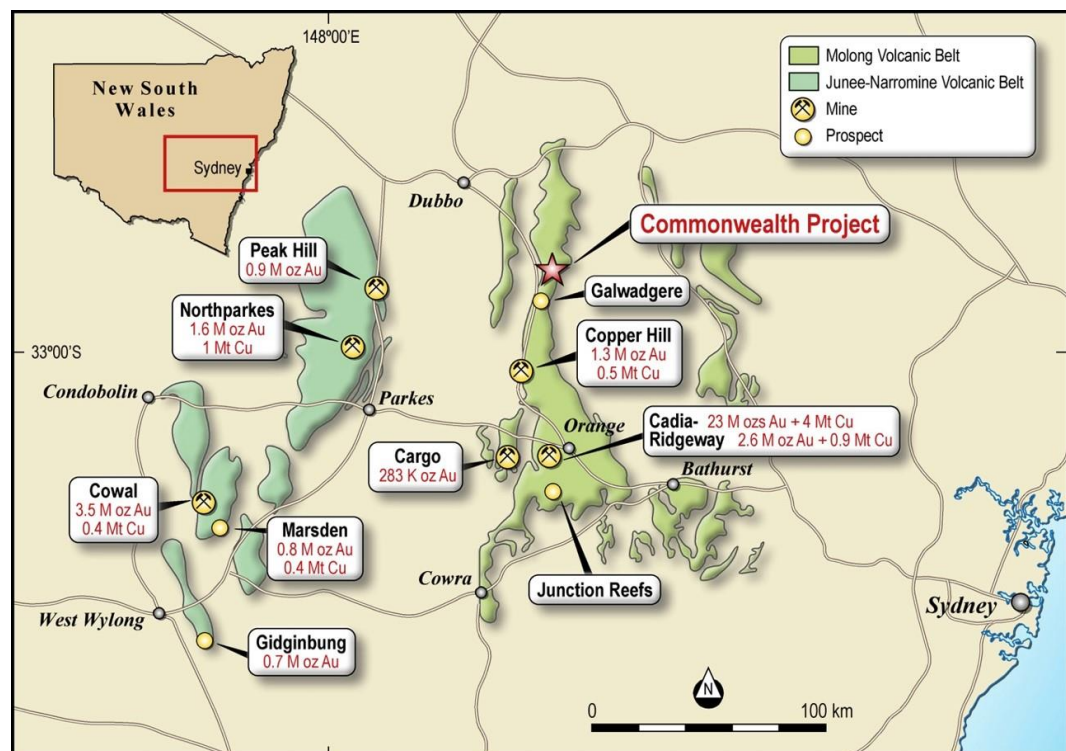 148°00'E
New South
Wales
Sydney
Molong Volcanic Belt
Junee-Narromine Volcanic Belt
Mine
Prospect
Dubbo
Commonwealth Project
Peak Hill
0.9 M oz Au
Galwadgere
Northparkes
1.6 M oz Au
1 Mt Cu
Copper Hill
1.3 M oz Au
0.5 Mt Cu
33°00'S
Condobolin
Parkes
Orange
Cadia- 23 M ozs Au + 4 Mt Cu
Ridgeway 2.6 M oz Au + 0.9 Mt Cu
Cargo
283 K oz Au
Bathurst
Cowal
3.5 M oz Au
0.4 Mt Cu
Marsden
0.8 M oz Au
0.4 Mt Cu
Cowra
Junction Reefs
Sydney
West Wylong
Gidginbung
0.7 M oz Au
N
0 100 km